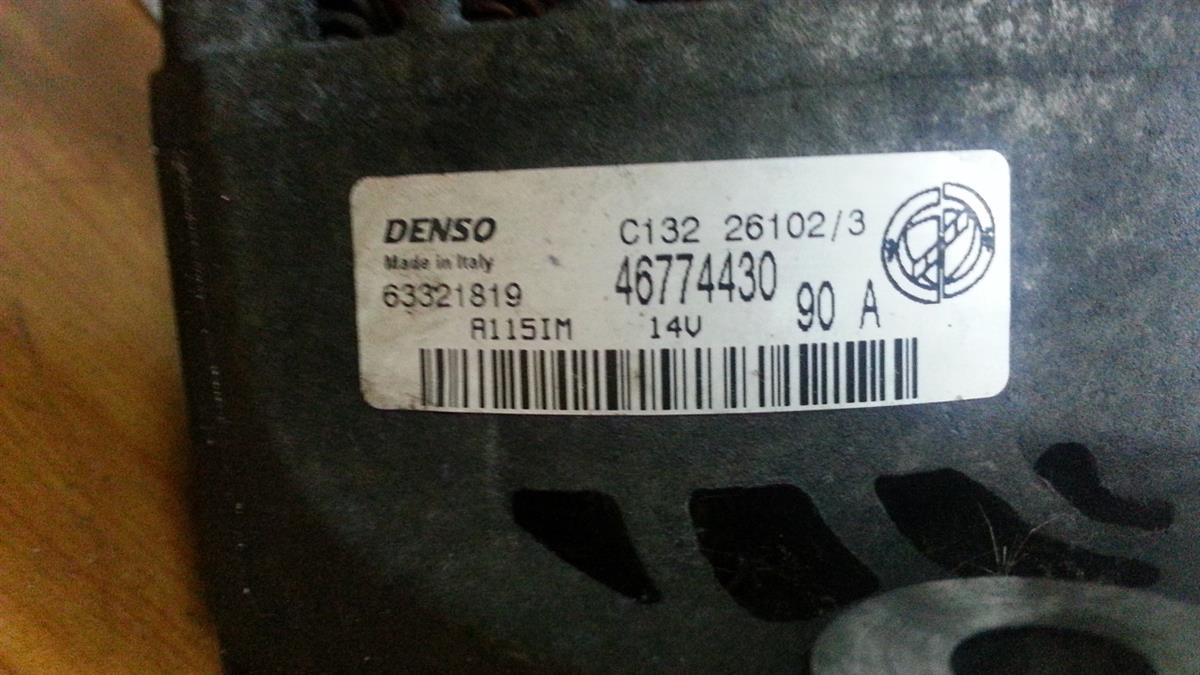 DENSO C132 26102/3
Made in Italy 46774430
63321819 90 A
A115IM 14V